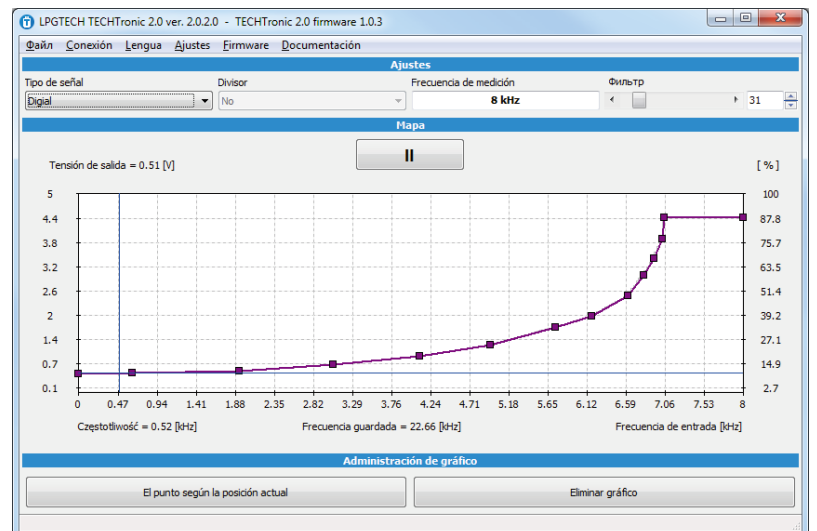 LPGTECH TECHTronic 2.0 ver. 2.0.2.0 - TECHTronic 2.0 firmware 1.0.3
Файл Conexión Lengua Ajustes Firmware Documentación
Ajustes
Tipo de señal Divisor Frecuencia de medición Фильтр
Digial No 8 kHz 31
Mapa
Tensión de salida = 0.51 [V] [ % ]
5 100
4.4 87.8
3.8 75.7
3.2 63.5
2.6 51.4
2 39.2
1.4 27.1
0.7 14.9
0.1 2.7
0 0.47 0.94 1.41 1.88 2.35 2.82 3.29 3.76 4.24 4.71 5.18 5.65 6.12 6.59 7.06 7.53 8
Częstotliwość = 0.52 [kHz] Frecuencia guardada = 22.66 [kHz] Frecuencia de entrada [kHz]
Administración de gráfico
El punto según la posición actual Eliminar gráfico